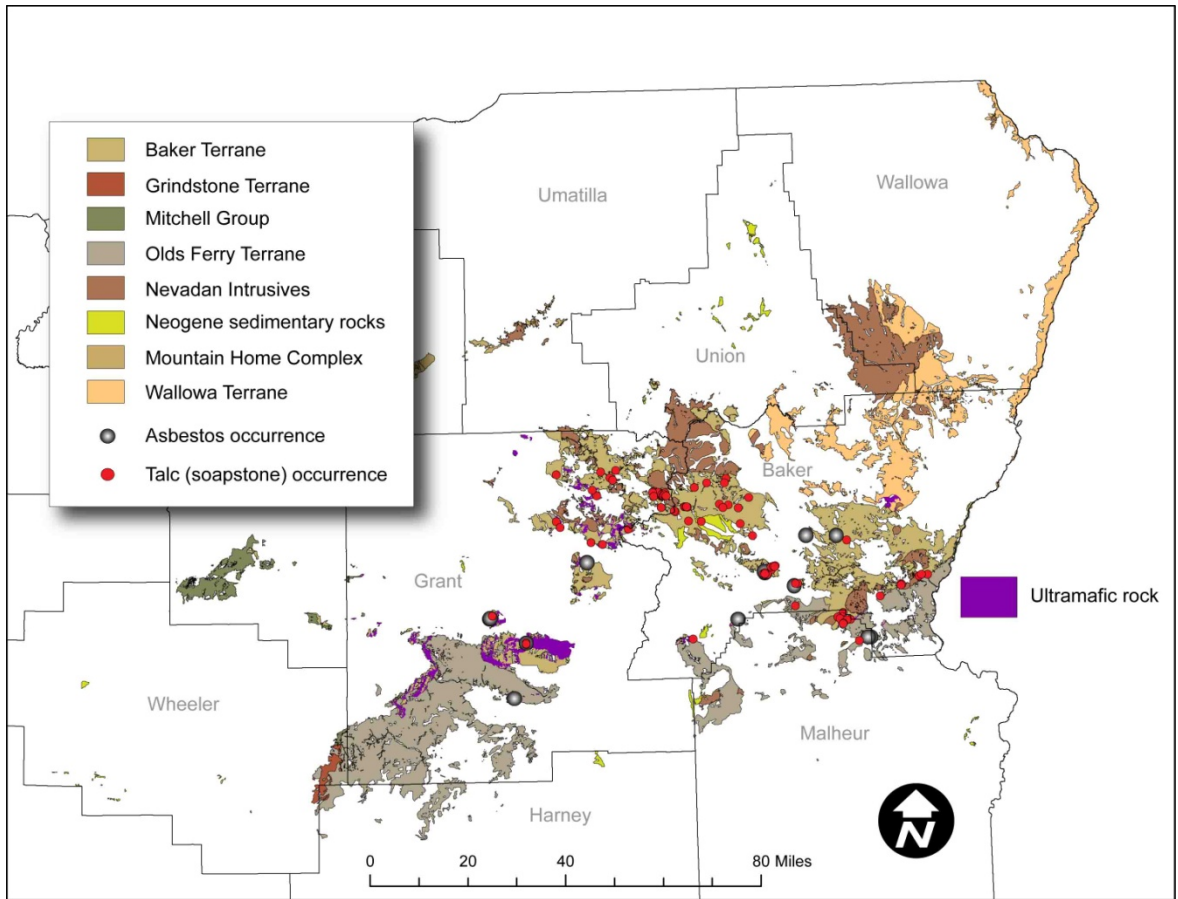 Baker Terrane
Grindstone Terrane
Mitchell Group
Olds Ferry Terrane
Nevadan Intrusives
Neogene sedimentary rocks
Mountain Home Complex
Wallowa Terrane
Asbestos occurrence
Talc (soapstone) occurrence
Umatilla
Wallowa
Union
Baker
Grant
Ultramafic rock
Wheeler
Malheur
Harney
N
0 20 40 80 Miles